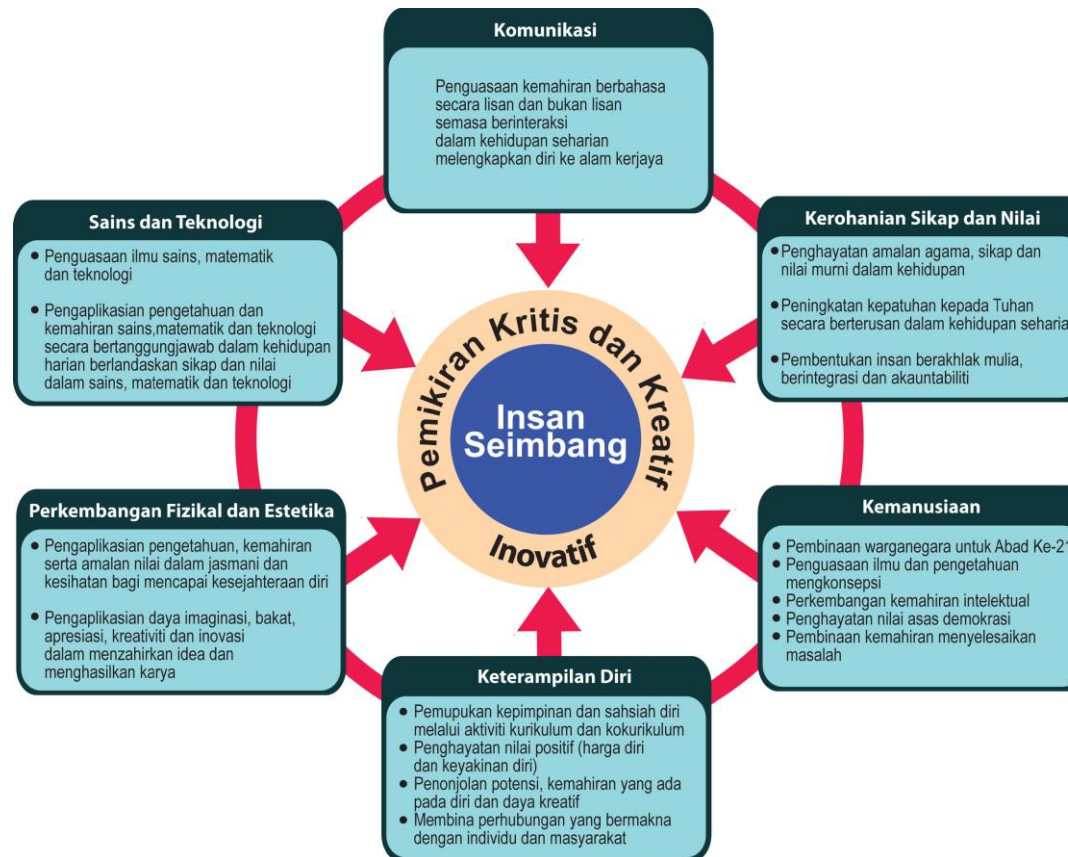 Komunikasi
Penguasaan kemahiran berbahasa
secara lisan dan bukan lisan
semasa berinteraksi
dalam kehidupan seharian
melengkapkan diri ke alam kerjaya
Sains dan Teknologi
• Penguasaan ilmu sains, matematik
dan teknologi
• Pengaplikasian pengetahuan dan
kemahiran sains,matematik dan teknologi
secara bertanggungjawab dalam kehidupan
harian berlandaskan sikap dan nilai
dalam sains, matematik dan teknologi
Kerohanian Sikap dan Nilai
• Penghayatan amalan agama, sikap dan
nilai murni dalam kehidupan
• Peningkatan kepatuhan kepada Tuhan
secara berterusan dalam kehidupan seharia
• Pembentukan insan berakhlak mulia,
berintegrasi dan akauntabiliti
Pemikiran Kritis dan Kreatif
Insan
Seimbang
Inovatif
Perkembangan Fizikal dan Estetika
• Pengaplikasian pengetahuan, kemahiran
serta amalan nilai dalam jasmani dan
kesihatan bagi mencapai kesejahteraan diri
• Pengaplikasian daya imaginasi, bakat,
apresiasi, kreativiti dan inovasi
dalam menzahirkan idea dan
menghasilkan karya
Kemanusiaan
• Pembinaan warganegara untuk Abad Ke-21
• Penguasaan ilmu dan pengetahuan
mengkonsepsi
• Perkembangan kemahiran intelektual
• Penghayatan nilai asas demokrasi
• Pembinaan kemahiran menyelesaikan
masalah
Keterampilan Diri
• Pemupukan kepimpinan dan sahsiah diri
melalui aktiviti kurikulum dan kokurikulum
• Penghayatan nilai positif (harga diri
dan keyakinan diri)
• Penonjolan potensi, kemahiran yang ada
pada diri dan daya kreatif
• Membina perhubungan yang bermakna
dengan individu dan masyarakat